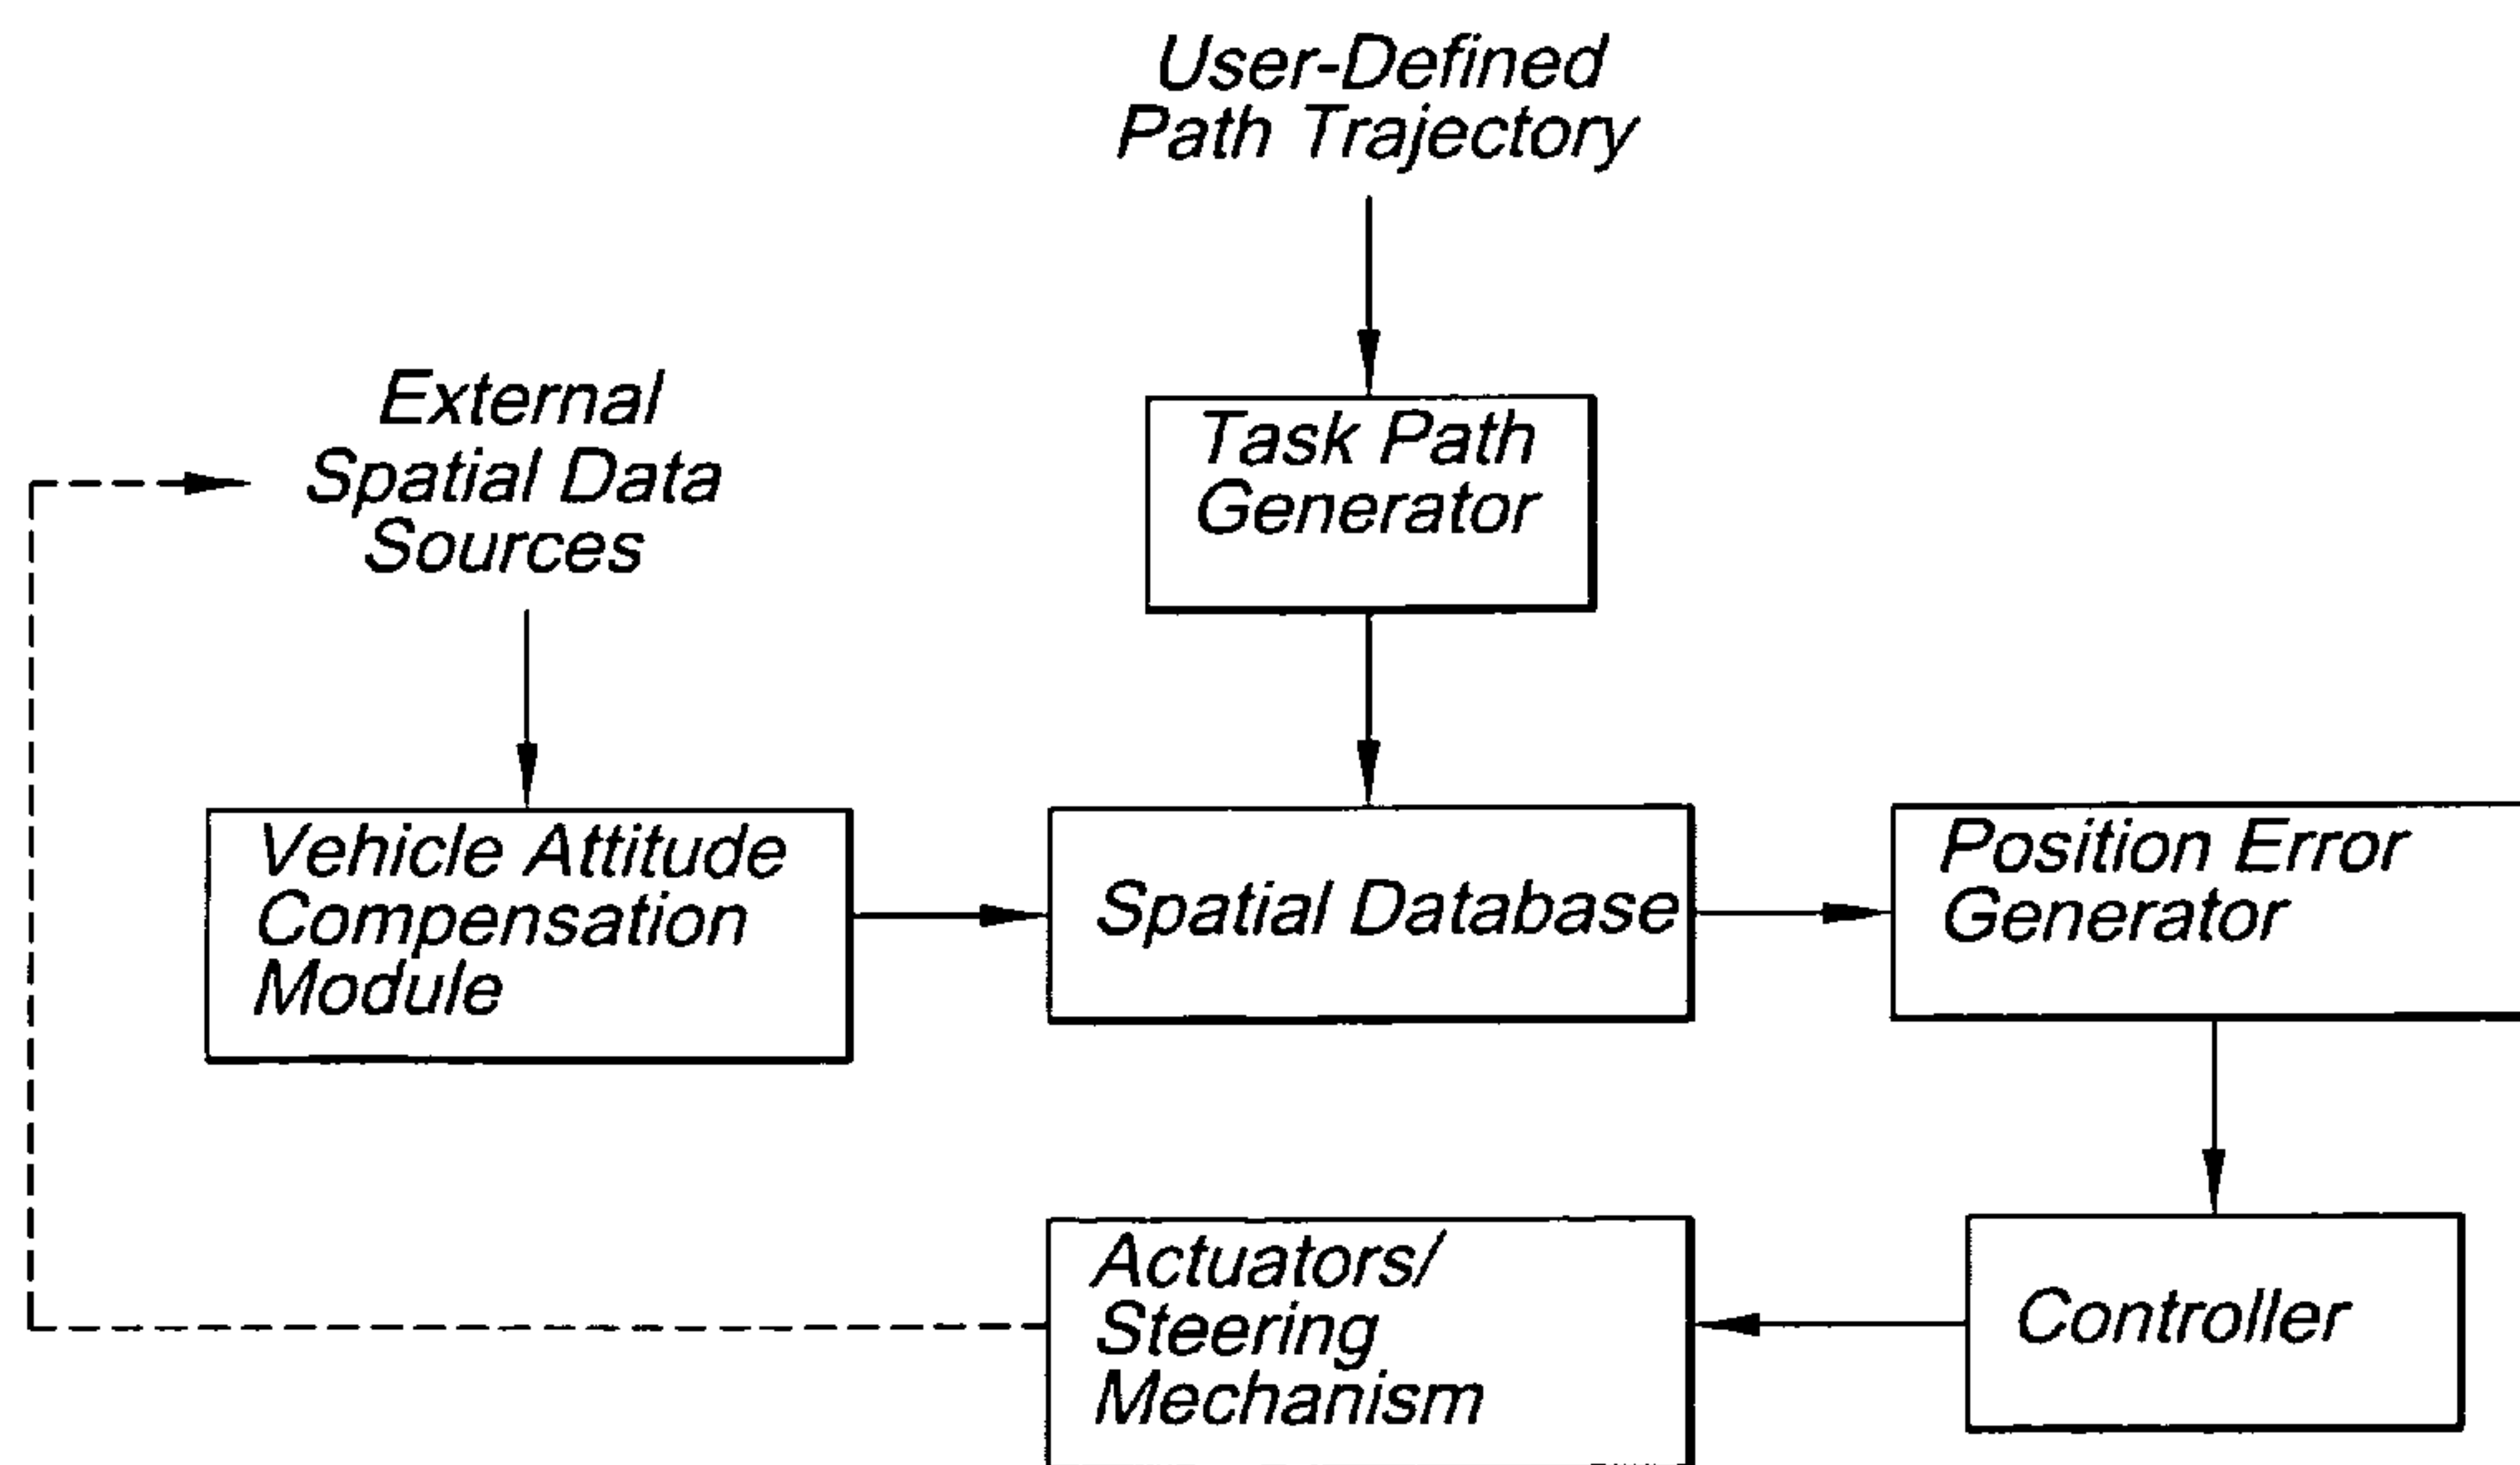 User-Defined
Path Trajectory
External
Spatial Data
Sources
Task Path
Generator
Vehicle Attitude
Compensation
Module
Spatial Database
Position Error
Generator
Actuators/
Steering
Mechanism
Controller